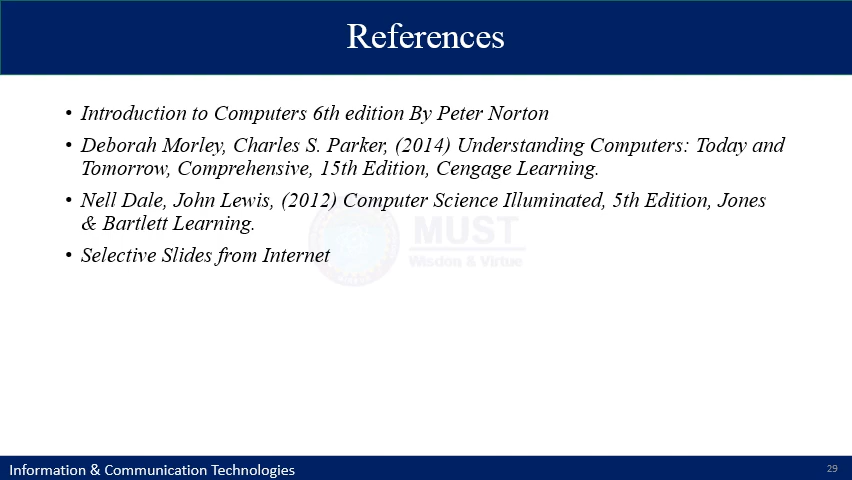 References
• Introduction to Computers 6th edition By Peter Norton
• Deborah Morley, Charles S. Parker, (2014) Understanding Computers: Today and
Tomorrow, Comprehensive, 15th Edition, Cengage Learning.
• Nell Dale, John Lewis, (2012) Computer Science Illuminated, 5th Edition, Jones
& Bartlett Learning.
MUST
• Selective Slides from Internet
Wisdom & Virtue
Information & Communication Technologies
29